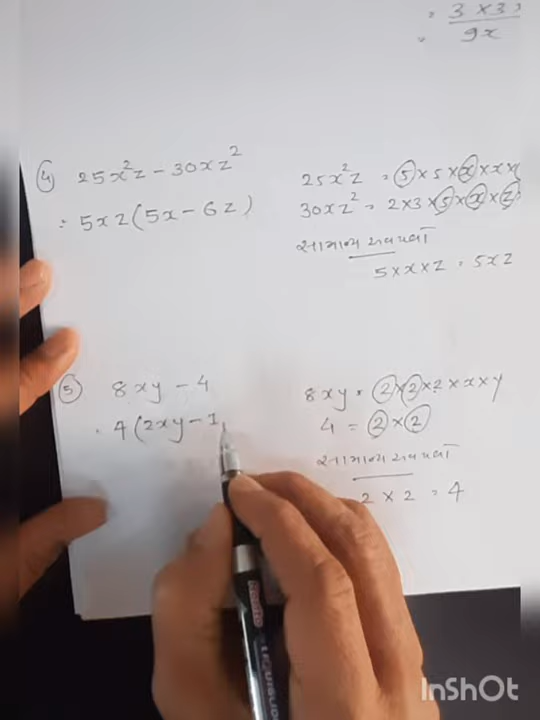 = 3 × 3
9x
=
④ 25x²z − 30xz²
= 5xz(5x − 6z)
25x²z = 5 × 5 × x × x ×
30xz² = 2 × 3 × 5 × x × z
સામાન્ય અવયવો
5 × x × z = 5xz
⑤ 8xy − 4
= 4(2xy − 1
8xy = 2 × 2 × 2 × x × y
4 = 2 × 2
સામાન્ય અવયવો
2 × 2 = 4
InShOt